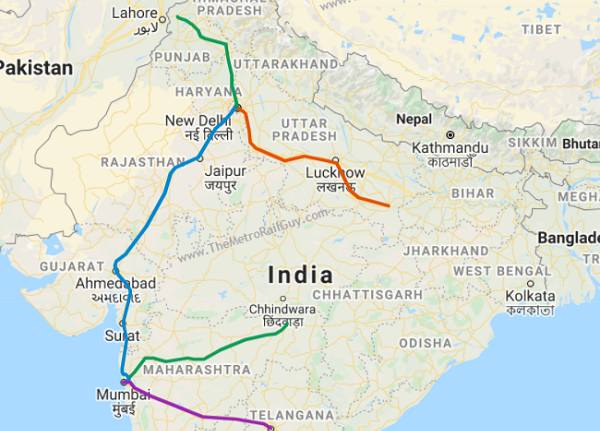 HIMACHAL
PRADESH
Lahore
لاہور
TIBET
PUNJAB
UTTARAKHAND
Pakistan
HARYANA
New Delhi
नई दिल्ली
UTTAR
PRADESH
Nepal
Kathmandu
काठमाडौं
SIKKIM
Bhutan
RAJASTHAN
Jaipur
जयपुर
Lucknow
लखनऊ
BIHAR
MEGHA
www.TheMetroRailGuy.com
JHARKHAND
Banglade
GUJARAT
Ahmedabad
અમદાવાદ
India
WEST BENGAL
Kolkata
কলকাতা
CHHATTISGARH
Chhindwara
छिंदवाड़ा
Surat
ODISHA
MAHARASHTRA
Mumbai
मुंबई
TELANGANA